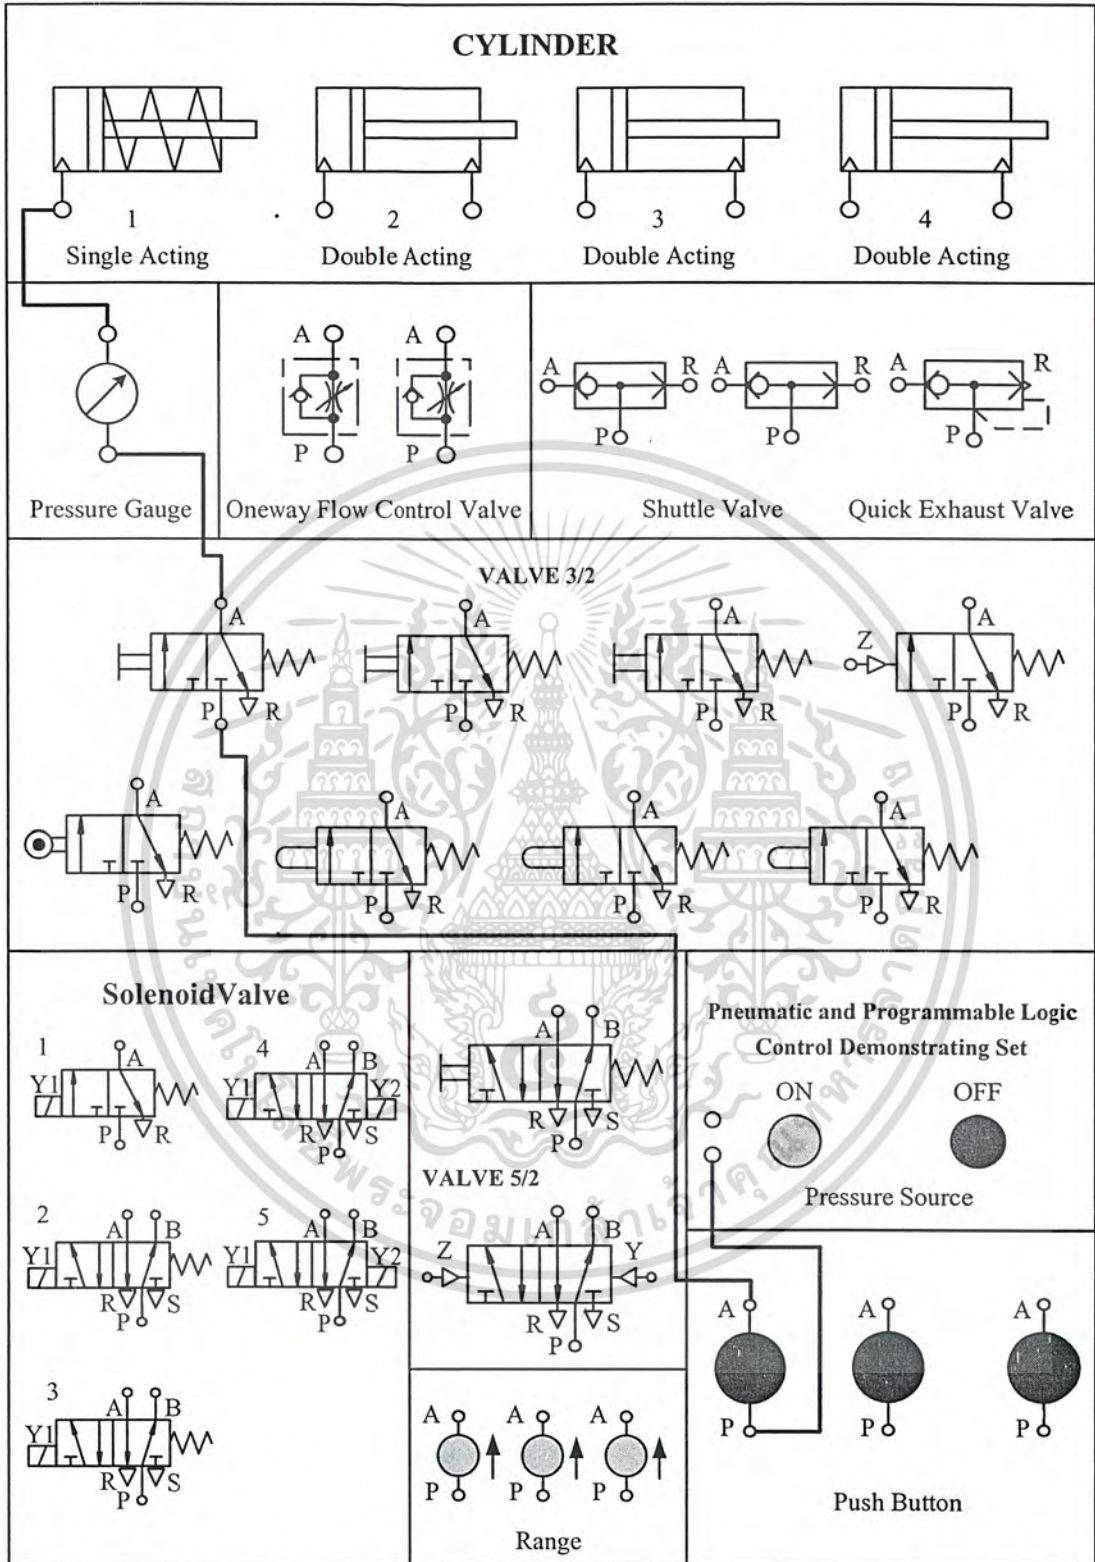 CYLINDER
1 2 3 4
Single Acting Double Acting Double Acting Double Acting
A A
A R A R A R
P P
P P P
Pressure Gauge Oneway Flow Control Valve Shuttle Valve Quick Exhaust Valve
VALVE 3/2
A A A Z A
P R P R P R P R
A A A A
P R P R P R P R
SolenoidValve
1 A 4 A B
Y1 Y1 Y2
P R R S
P
2 A B 5 A B
Y1 Y1 Y2
R S R S
P P
3 A B
Y1
R S
P
A B
R S
P
VALVE 5/2
A B
Z Y
R S
P
A A A
P P P
Range
Pneumatic and Programmable Logic
Control Demonstrating Set
ON OFF
Pressure Source
A A A
P P P
Push Button